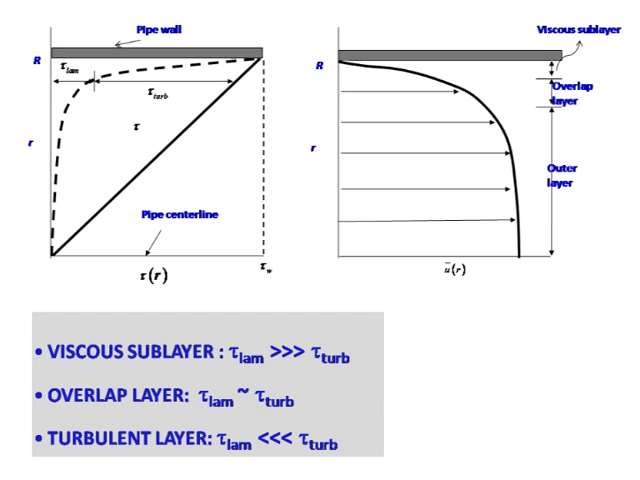 Pipe wall
Viscous sublayer
R
τlam
τturb
τ
r
Pipe centerline
τ(r)
τw
R
Overlap
layer
r
Outer
layer
u̅(r)
• VISCOUS SUBLAYER : τlam >>> τturb
• OVERLAP LAYER: τlam ~ τturb
• TURBULENT LAYER: τlam <<< τturb